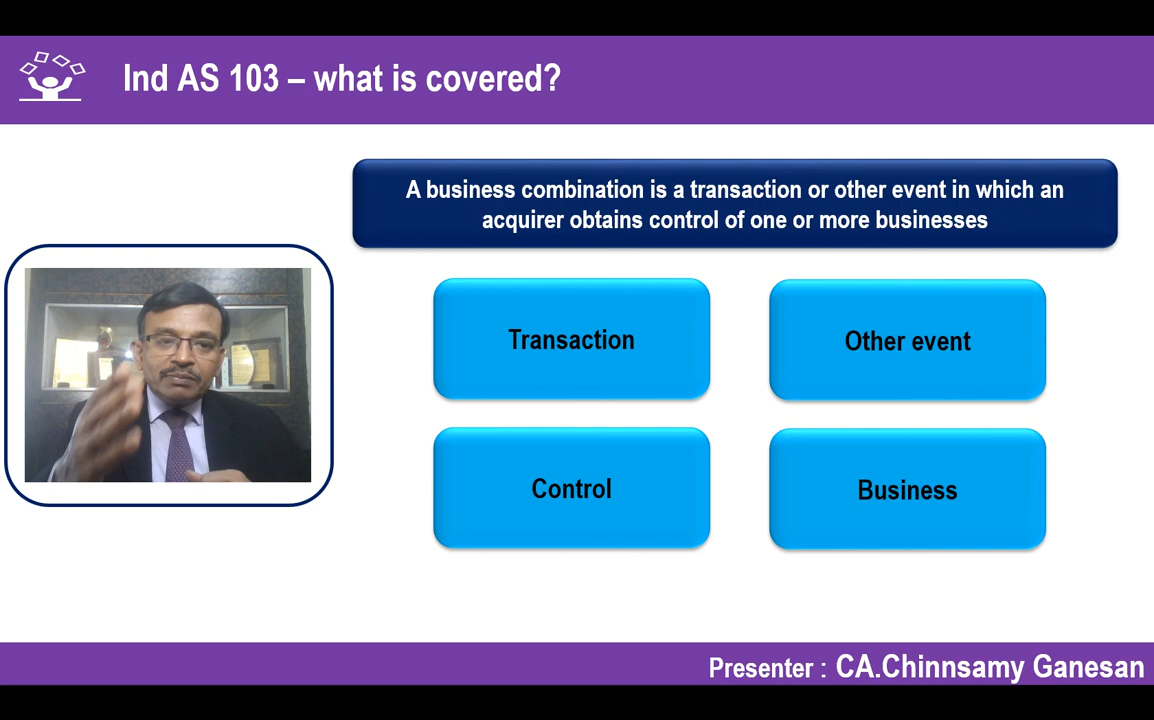 Ind AS 103 – what is covered?
A business combination is a transaction or other event in which an
acquirer obtains control of one or more businesses
Transaction
Other event
Control
Business
Presenter : CA.Chinnsamy Ganesan